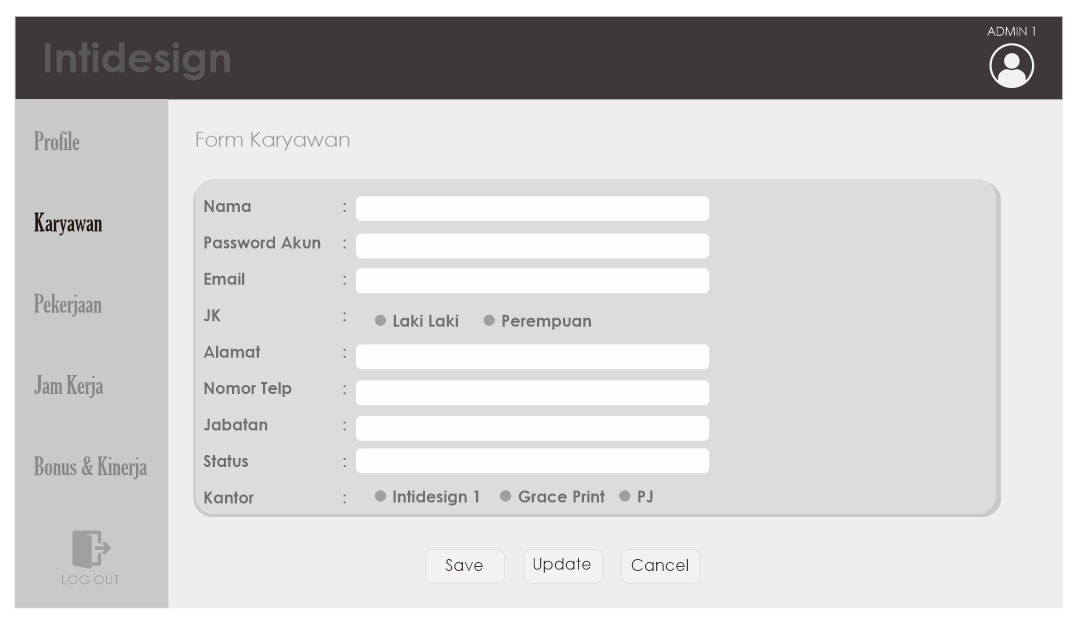 Intidesign
ADMIN 1
Profile
Karyawan
Pekerjaan
Jam Kerja
Bonus & Kinerja
LOG OUT
Form Karyawan
Nama :
Password Akun :
Email :
JK : Laki Laki Perempuan
Alamat :
Nomor Telp :
Jabatan :
Status :
Kantor : Intidesign 1 Grace Print PJ
Save Update Cancel